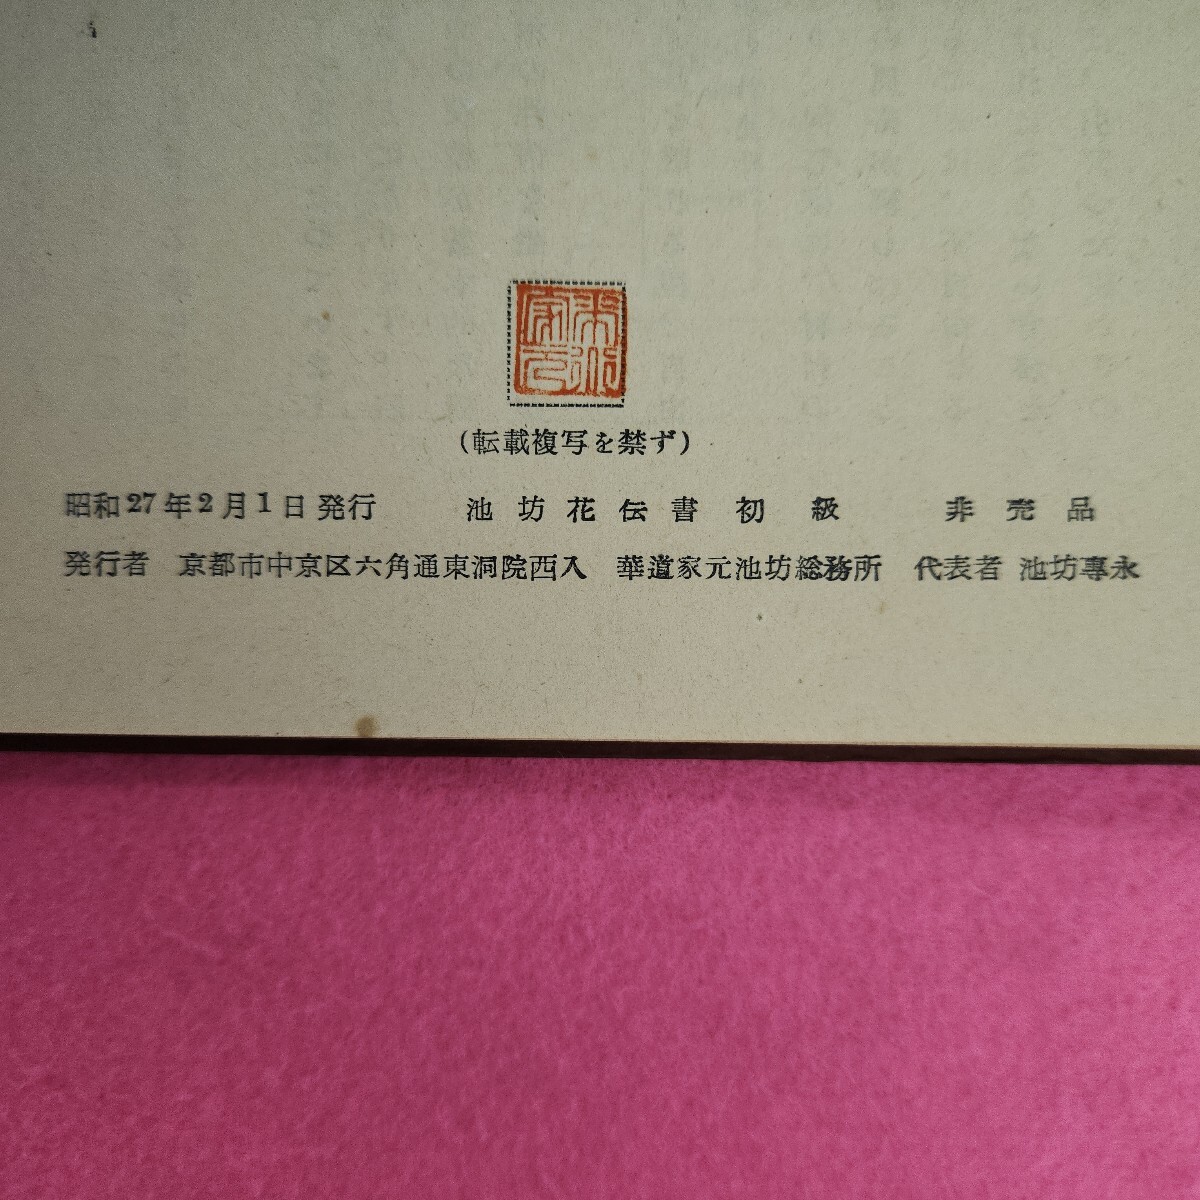 (転載複写を禁ず)
昭和27年2月1日発行 池坊花伝書初級 非売品
発行者 京都市中京区六角通東洞院西入 華道家元池坊総務所 代表者 池坊專永